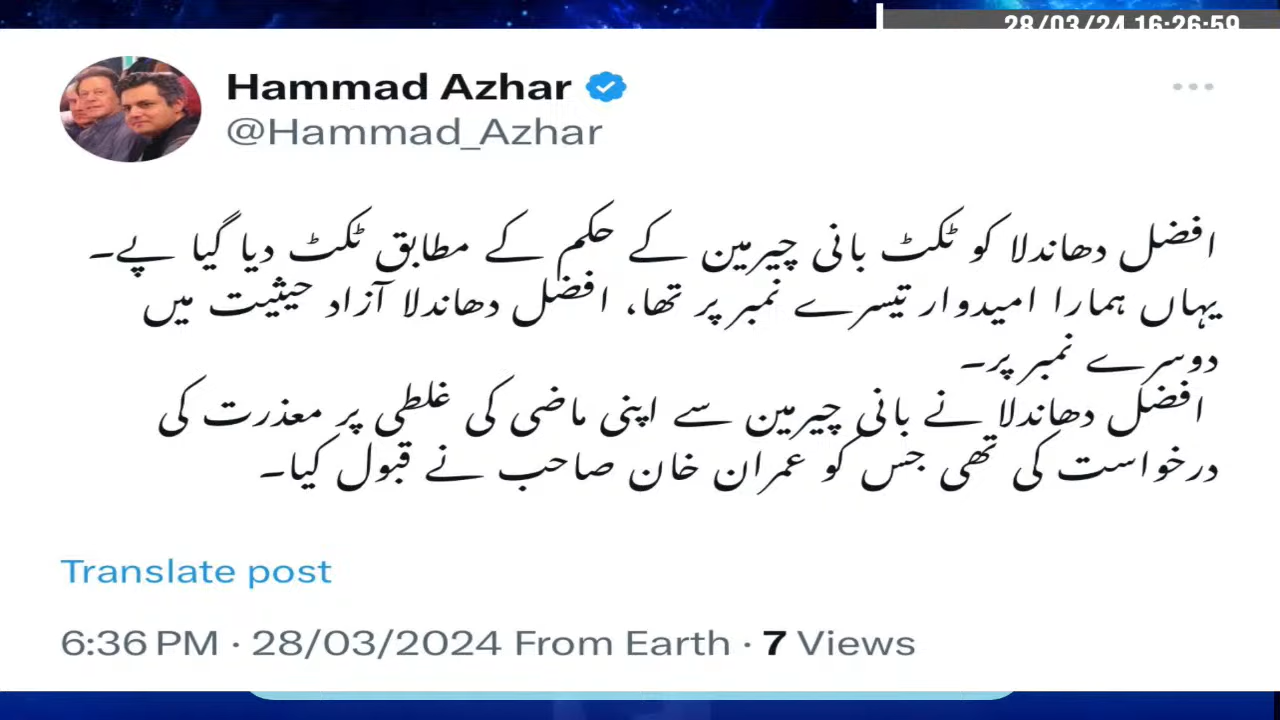 28/03/24 16:26:59
Hammad Azhar
@Hammad_Azhar
افضل دھاندلا کو ٹکٹ بانی چیرمین کے حکم کے مطابق ٹکٹ دیا گیا ہے۔
یہاں ہمارا امیدوار تیسرے نمبر پر تھا، افضل دھاندلا آزاد حیثیت میں
دوسرے نمبر پر۔
افضل دھاندلا نے بانی چیرمین سے اپنی ماضی کی غلطی پر معذرت کی
درخواست کی تھی جس کو عمران خان صاحب نے قبول کیا۔
Translate post
6:36 PM · 28/03/2024 From Earth · 7 Views